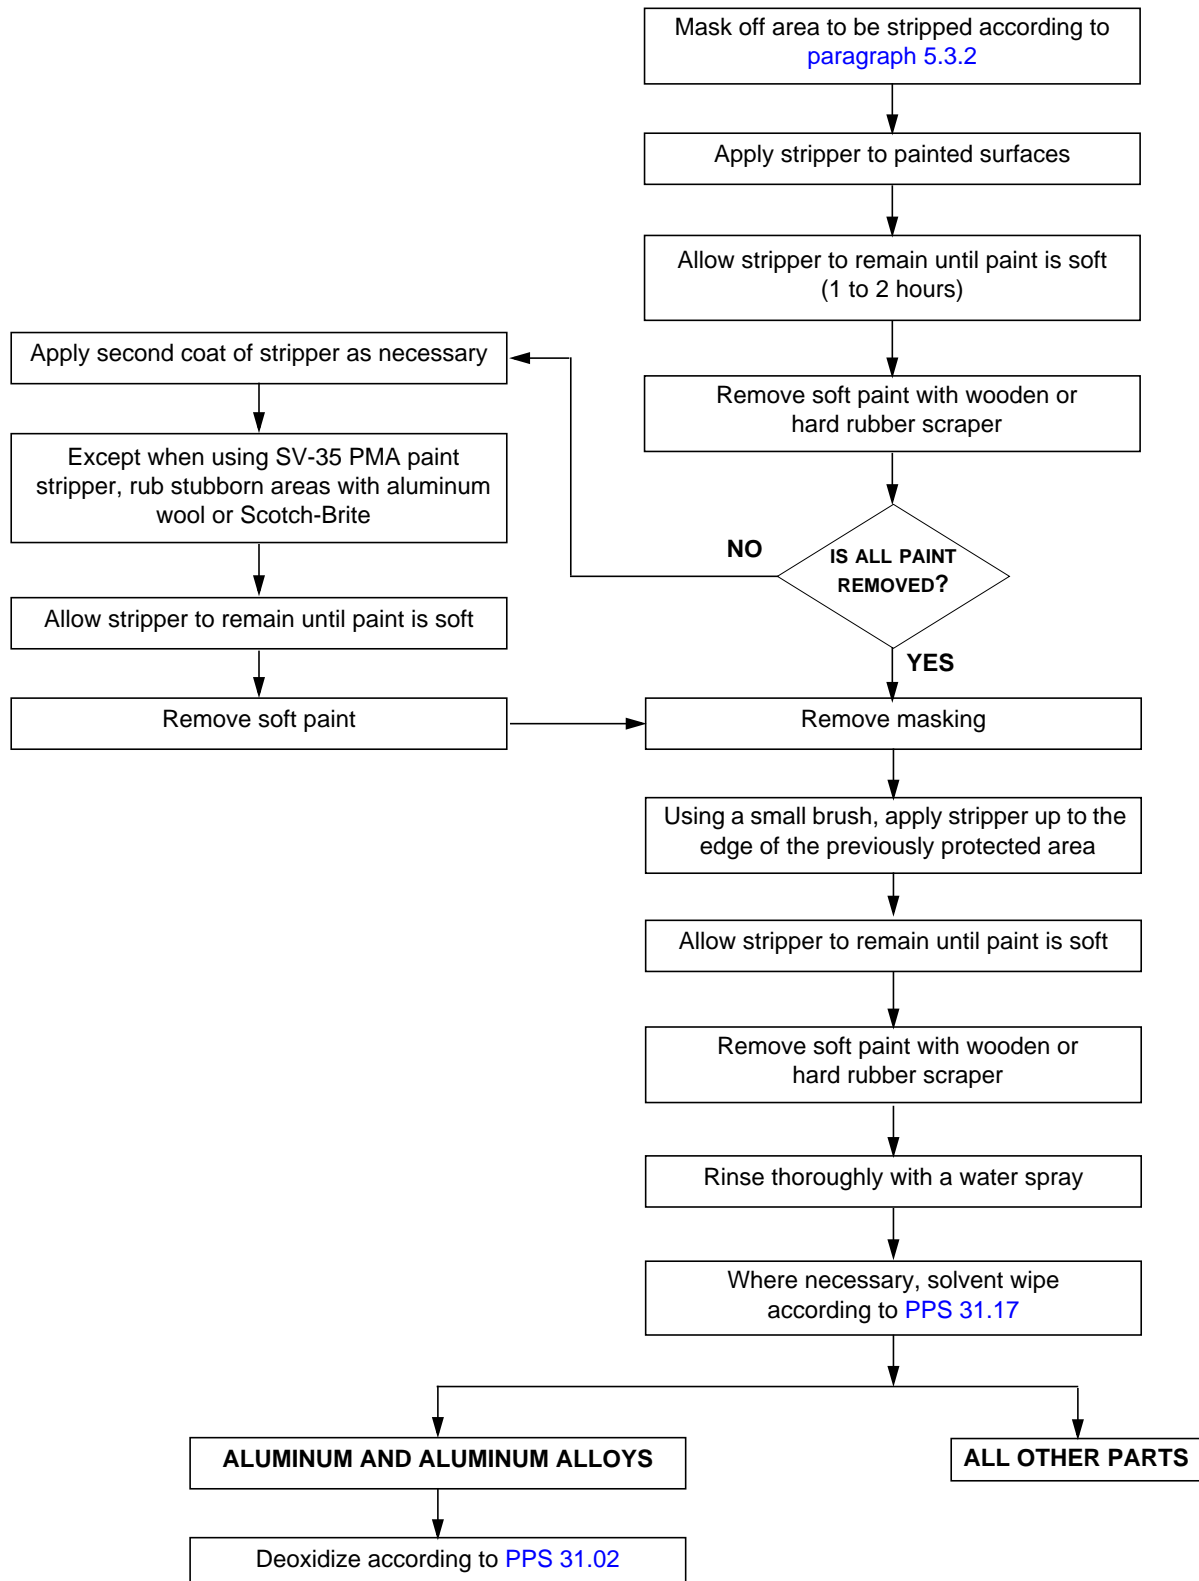 Mask off area to be stripped according to
paragraph 5.3.2
Apply stripper to painted surfaces
Allow stripper to remain until paint is soft
(1 to 2 hours)
Remove soft paint with wooden or
hard rubber scraper
IS ALL PAINT
REMOVED?
NO
Apply second coat of stripper as necessary
Except when using SV-35 PMA paint
stripper, rub stubborn areas with aluminum
wool or Scotch-Brite
Allow stripper to remain until paint is soft
Remove soft paint
YES
Remove masking
Using a small brush, apply stripper up to the
edge of the previously protected area
Allow stripper to remain until paint is soft
Remove soft paint with wooden or
hard rubber scraper
Rinse thoroughly with a water spray
Where necessary, solvent wipe
according to PPS 31.17
ALUMINUM AND ALUMINUM ALLOYS
ALL OTHER PARTS
Deoxidize according to PPS 31.02